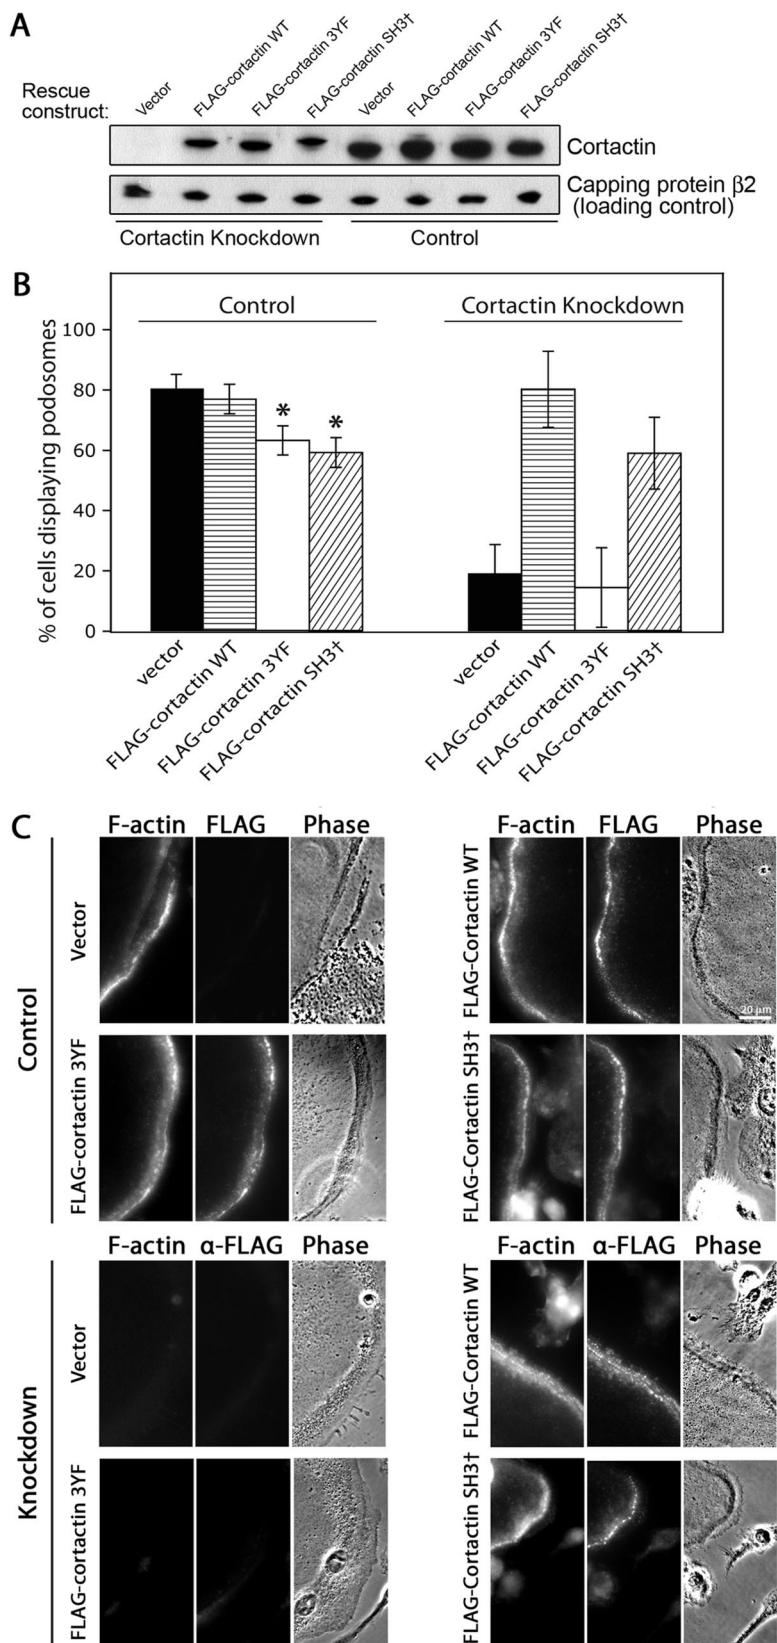 A
Rescue
construct:
Vector
FLAG-cortactin WT
FLAG-cortactin 3YF
FLAG-cortactin SH3†
Vector
FLAG-cortactin WT
FLAG-cortactin 3YF
FLAG-cortactin SH3†
Cortactin
Capping protein β2
(loading control)
Cortactin Knockdown
Control
B
% of cells displaying podosomes
100
80
60
40
20
0
Control
Cortactin Knockdown
*
*
vector
FLAG-cortactin WT
FLAG-cortactin 3YF
FLAG-cortactin SH3†
vector
FLAG-cortactin WT
FLAG-cortactin 3YF
FLAG-cortactin SH3†
C
F-actin FLAG Phase
F-actin FLAG Phase
Control
Vector
FLAG-Cortactin WT
20 μm
FLAG-cortactin 3YF
FLAG-Cortactin SH3†
F-actin α-FLAG Phase
F-actin α-FLAG Phase
Knockdown
Vector
FLAG-Cortactin WT
FLAG-cortactin 3YF
FLAG-Cortactin SH3†